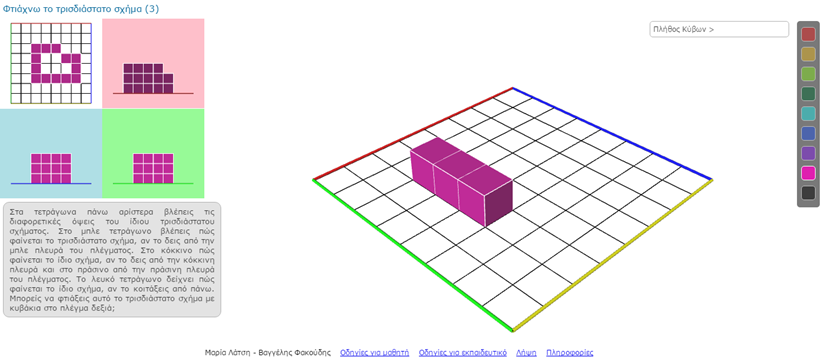 Φτιάχνω το τρισδιάστατο σχήμα (3)
Πλήθος Κύβων >
Στα τετράγωνα πάνω αρίστερα βλέπεις τις
διαφορετικές όψεις του ίδιου τρισδιάστατου
σχήματος. Στο μπλε τετράγωνο βλέπεις πώς
φαίνεται το τρισδιάστατο σχήμα, αν το δεις από την
μπλε πλευρά του πλέγματος. Στο κόκκινο πώς
φαίνεται το ίδιο σχήμα, αν το δεις από την κόκκινη
πλευρά και στο πράσινο από την πράσινη πλευρά
του πλέγματος. Το λευκό τετράγωνο δείχνει πώς
φαίνεται το ίδιο σχήμα, αν το κοιτάξεις από πάνω.
Μπορείς να φτιάξεις αυτό το τρισδιάστατο σχήμα με
κυβάκια στο πλέγμα δεξιά;
Μαρία Λάτση - Βαγγέλης Φακούδης Οδηγίες για μαθητή Οδηγίες για εκπαιδευτικό Λήψη Πληροφορίες